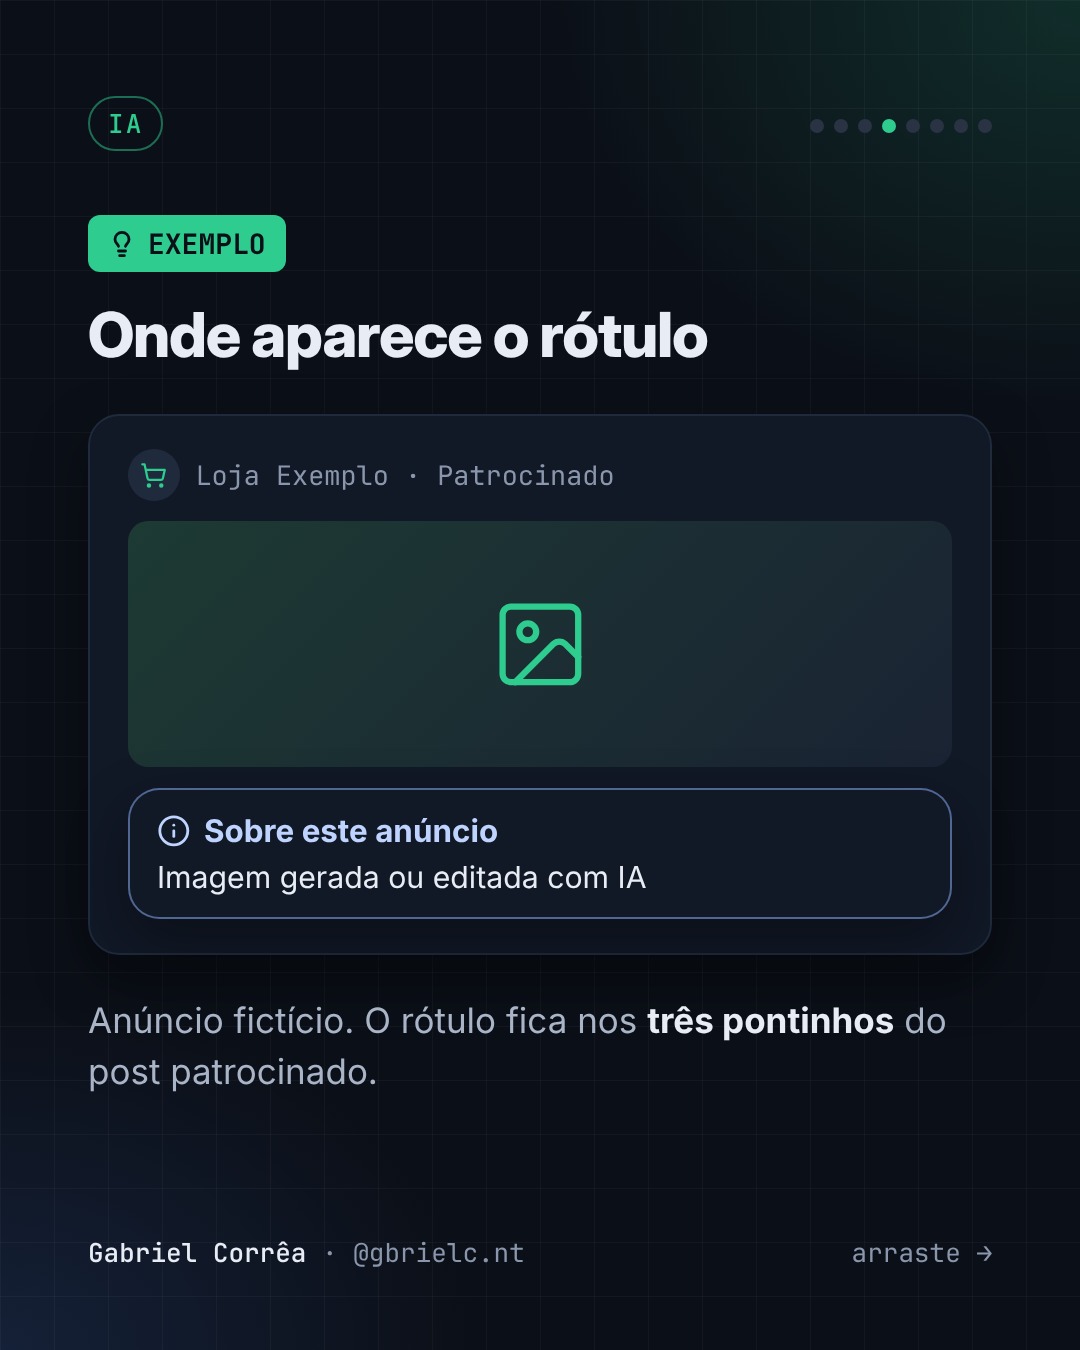 IA
EXEMPLO
Onde aparece o rótulo
Loja Exemplo · Patrocinado
Sobre este anúncio
Imagem gerada ou editada com IA
Anúncio fictício. O rótulo fica nos três pontinhos do
post patrocinado.
Gabriel Corrêa · @gbrielc.nt
arraste →